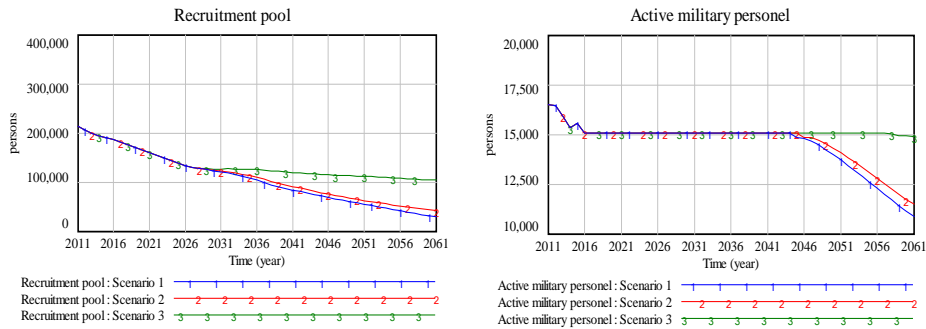 Recruitment pool
400,000
300,000
200,000
100,000
0
persons
2011 2016 2021 2026 2031 2036 2041 2046 2051 2056 2061
Time (year)
Recruitment pool : Scenario 1
Recruitment pool : Scenario 2
Recruitment pool : Scenario 3
Active military personel
20,000
17,500
15,000
12,500
10,000
persons
2011 2016 2021 2026 2031 2036 2041 2046 2051 2056 2061
Time (year)
Active military personel : Scenario 1
Active military personel : Scenario 2
Active military personel : Scenario 3